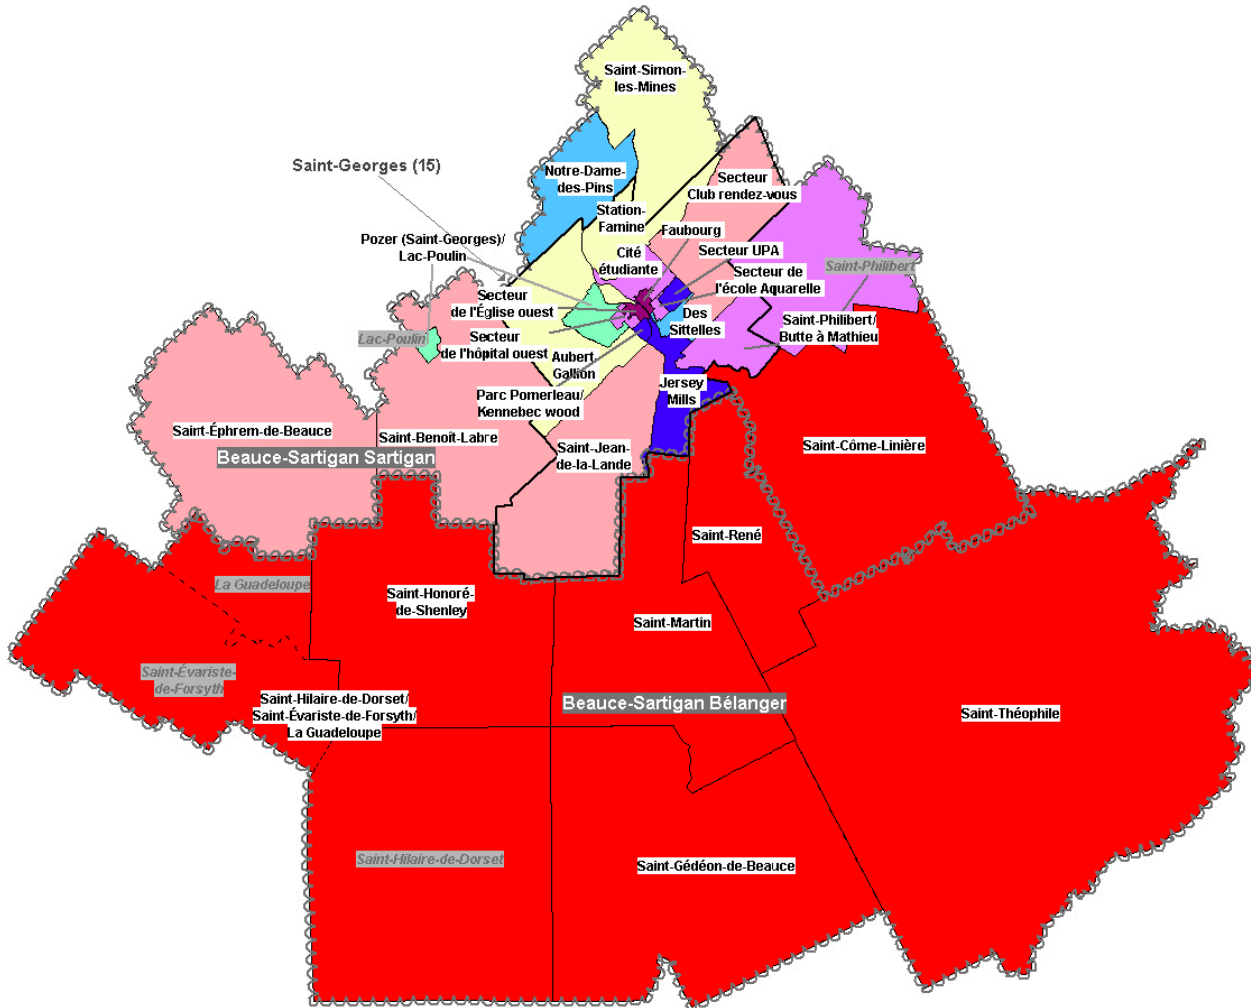 Saint-Simon-
les-Mines
Saint-Georges (15)
Notre-Dame-
des-Pins
Secteur
Club rendez-vous
Station-
Famine
Faubourg
Pozer (Saint-Georges)/
Lac-Poulin
Cité
étudiante
Secteur UPA
Saint-Philibert
Secteur de
l'école Aquarelle
Secteur
de l'Église ouest
Des
Sittelles
Saint-Philibert/
Butte à Mathieu
Lac-Poulin
Secteur
de l'hôpital ouest
Aubert
Gallion
Parc Pomerleau/
Kennebec wood
Jersey
Mills
Saint-Éphrem-de-Beauce
Saint-Benoît-Labre
Saint-Jean-
de-la-Lande
Saint-Côme-Linière
Beauce-Sartigan Sartigan
Saint-René
La Guadeloupe
Saint-Honoré-
de-Shenley
Saint-Martin
Saint-Évariste-
de-Forsyth
Saint-Hilaire-de-Dorset/
Saint-Évariste-de-Forsyth/
La Guadeloupe
Beauce-Sartigan Bélanger
Saint-Théophile
Saint-Hilaire-de-Dorset
Saint-Gédéon-de-Beauce